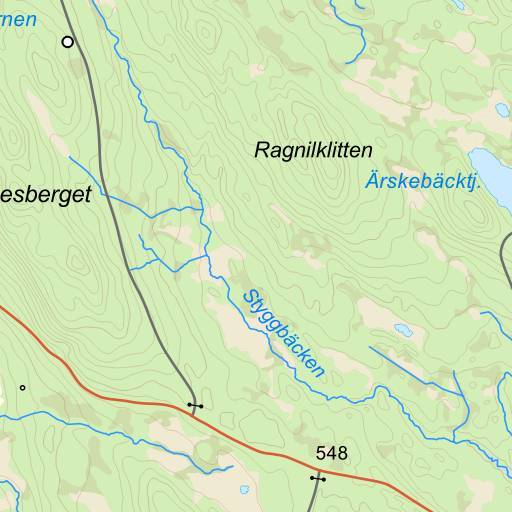 rnen
Ragnilklitten
Ärskebäcktj.
esberget
Styggbäcken
548